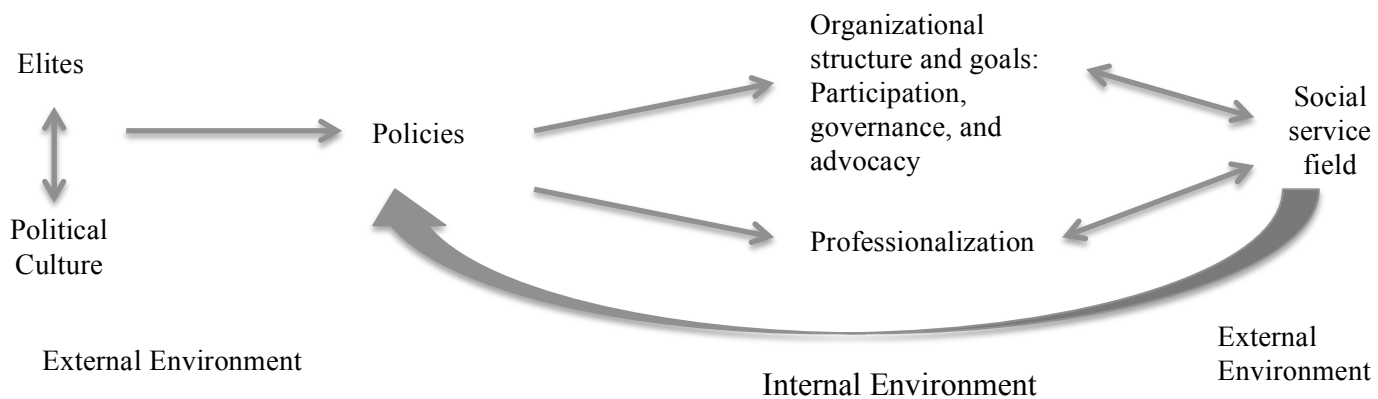 Elites
Political
Culture
Policies
Organizational
structure and goals:
Participation,
governance, and
advocacy
Professionalization
Social
service
field
External Environment
Internal Environment
External
Environment